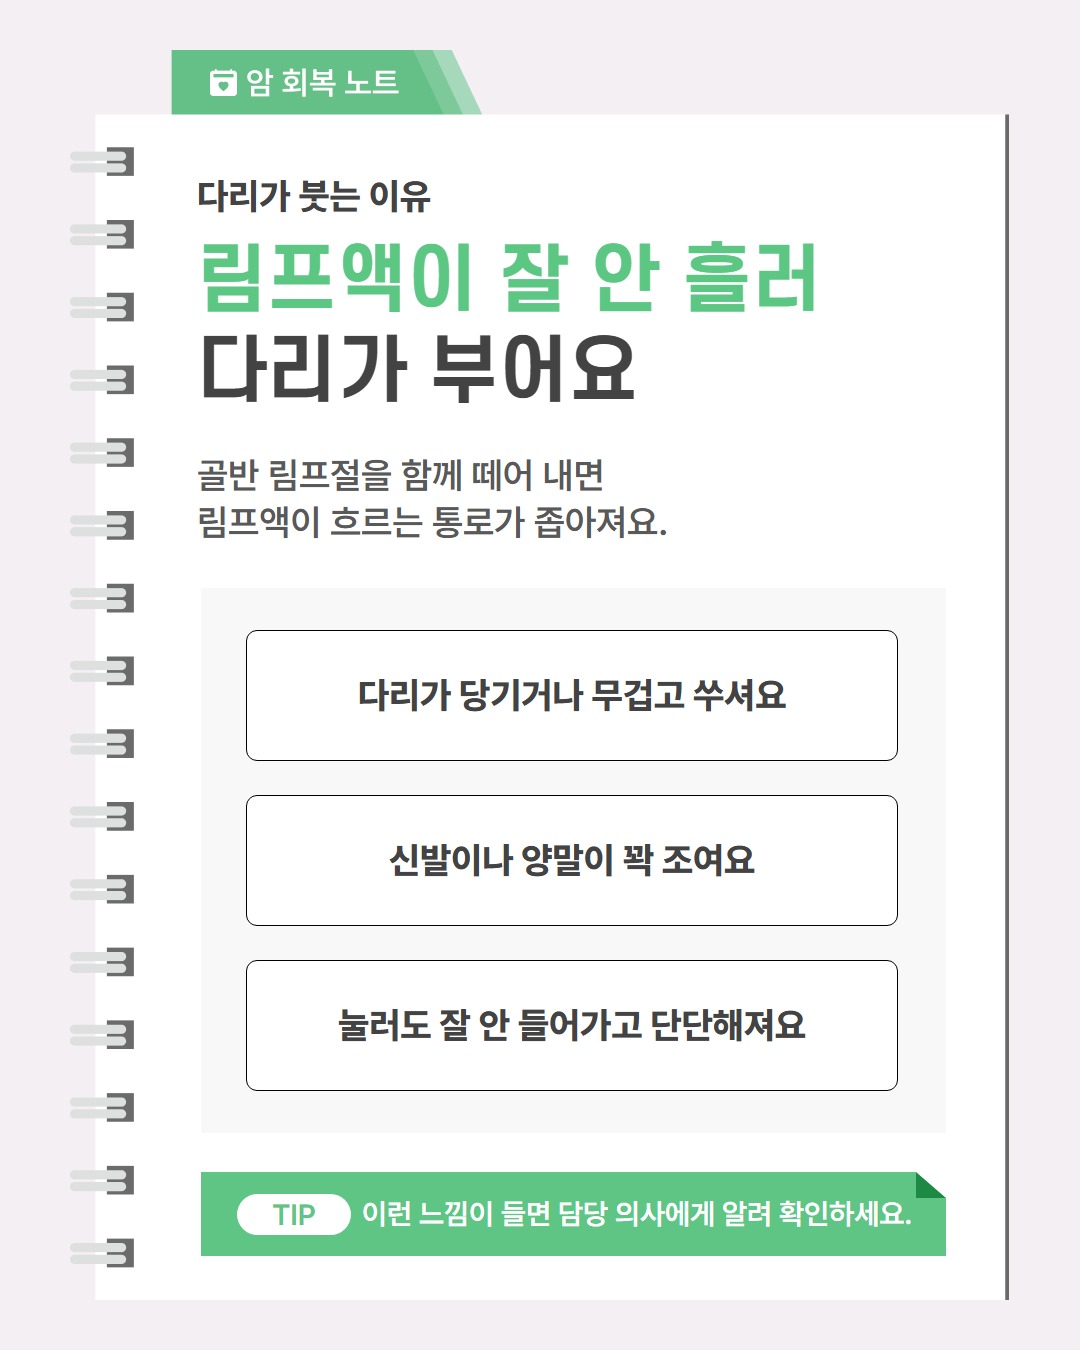 암 회복 노트
다리가 붓는 이유
림프액이 잘 안 흘러
다리가 부어요
골반 림프절을 함께 떼어 내면
림프액이 흐르는 통로가 좁아져요.
다리가 당기거나 무겁고 쑤셔요
신발이나 양말이 꽉 조여요
눌러도 잘 안 들어가고 단단해져요
TIP 이런 느낌이 들면 담당 의사에게 알려 확인하세요.